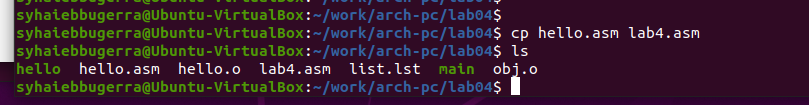 syhaiebbugerra@Ubuntu-VirtualBox:~/work/arch-pc/lab04$
syhaiebbugerra@Ubuntu-VirtualBox:~/work/arch-pc/lab04$ cp hello.asm lab4.asm
syhaiebbugerra@Ubuntu-VirtualBox:~/work/arch-pc/lab04$ ls
hello hello.asm hello.o lab4.asm list.lst main obj.o
syhaiebbugerra@Ubuntu-VirtualBox:~/work/arch-pc/lab04$